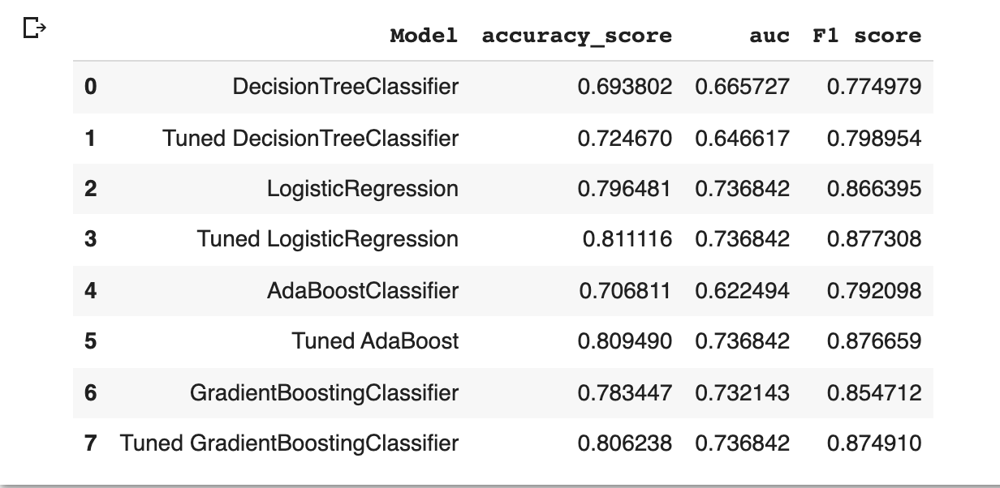 Model accuracy_score auc F1 score
0 DecisionTreeClassifier 0.693802 0.665727 0.774979
1 Tuned DecisionTreeClassifier 0.724670 0.646617 0.798954
2 LogisticRegression 0.796481 0.736842 0.866395
3 Tuned LogisticRegression 0.811116 0.736842 0.877308
4 AdaBoostClassifier 0.706811 0.622494 0.792098
5 Tuned AdaBoost 0.809490 0.736842 0.876659
6 GradientBoostingClassifier 0.783447 0.732143 0.854712
7 Tuned GradientBoostingClassifier 0.806238 0.736842 0.874910